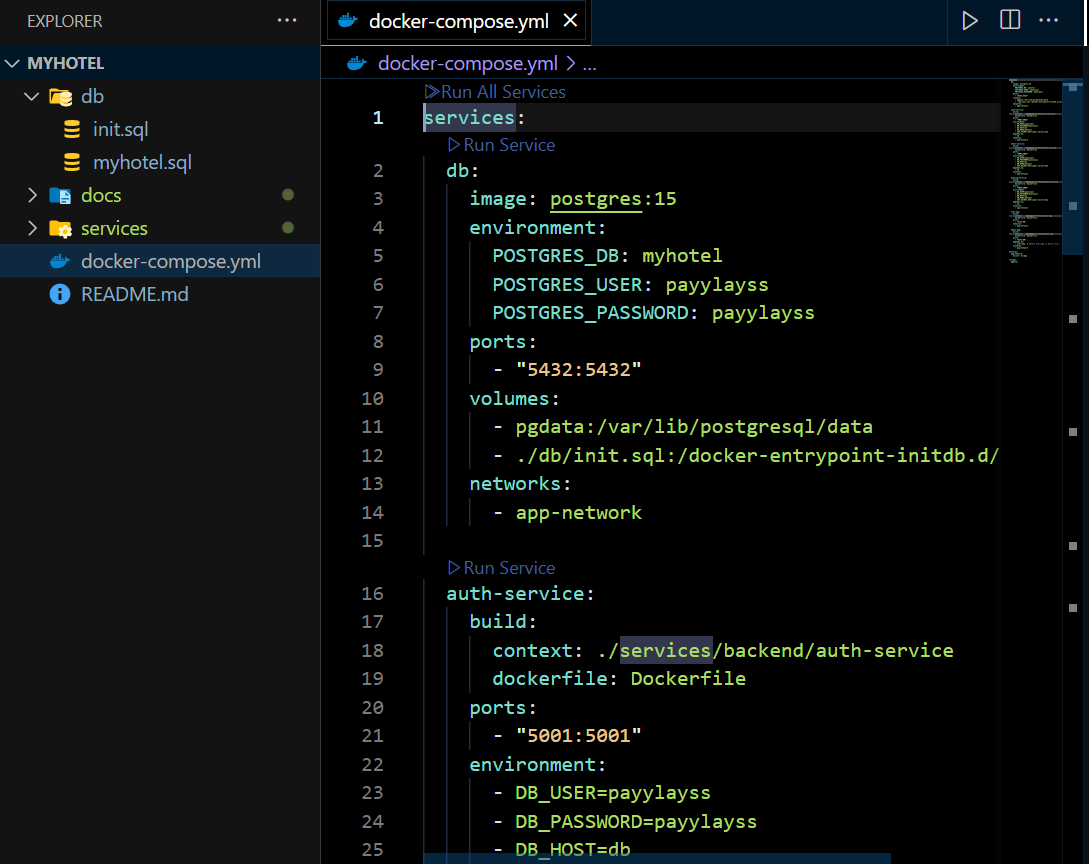 EXPLORER
MYHOTEL
db
init.sql
myhotel.sql
docs
services
docker-compose.yml
README.md
docker-compose.yml
docker-compose.yml > ...
Run All Services
1 services:
Run Service
2 db:
3 image: postgres:15
4 environment:
5 POSTGRES_DB: myhotel
6 POSTGRES_USER: payylayss
7 POSTGRES_PASSWORD: payylayss
8 ports:
9 - "5432:5432"
10 volumes:
11 - pgdata:/var/lib/postgresql/data
12 - ./db/init.sql:/docker-entrypoint-initdb.d/
13 networks:
14 - app-network
15
Run Service
16 auth-service:
17 build:
18 context: ./services/backend/auth-service
19 dockerfile: Dockerfile
20 ports:
21 - "5001:5001"
22 environment:
23 - DB_USER=payylayss
24 - DB_PASSWORD=payylayss
25 - DB_HOST=db